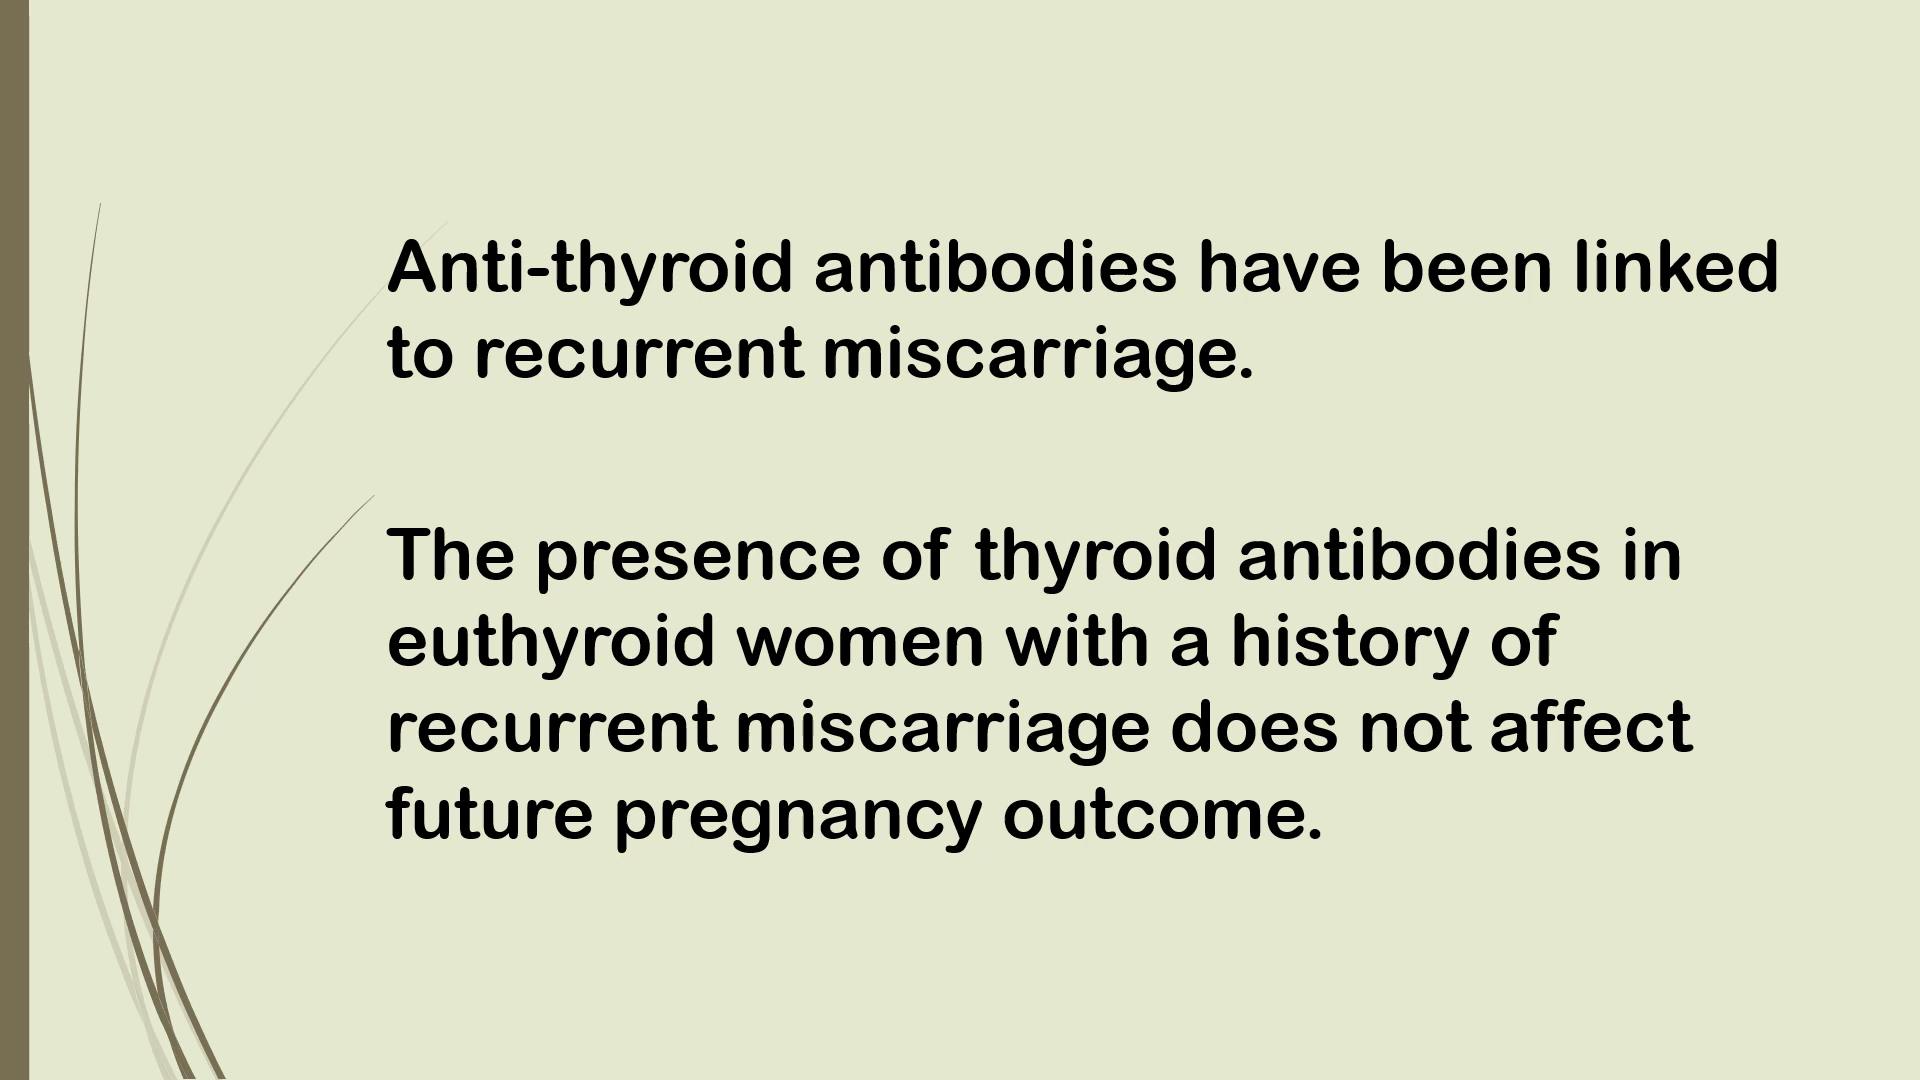 Anti-thyroid antibodies have been linked
to recurrent miscarriage.
The presence of thyroid antibodies in
euthyroid women with a history of
recurrent miscarriage does not affect
future pregnancy outcome.